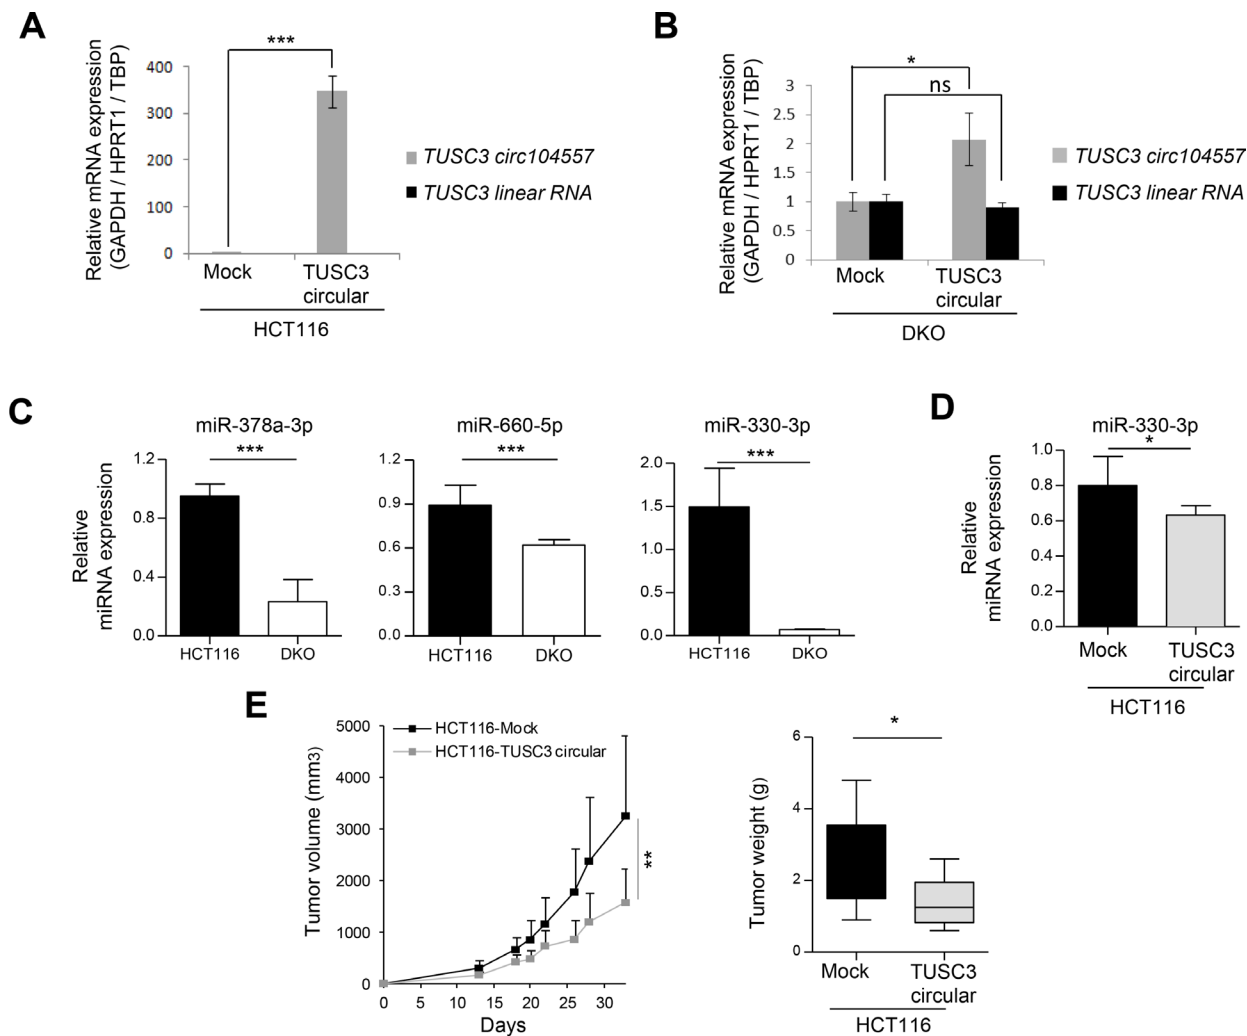 A
Relative mRNA expression
(GAPDH / HPRT1 / TBP)
400
300
200
100
0
***
Mock
TUSC3
circular
HCT116
TUSC3 circ104557
TUSC3 linear RNA
B
Relative mRNA expression
(GAPDH / HPRT1 / TBP)
3
2.5
2
1.5
1
0.5
0
*
ns
Mock
TUSC3
circular
DKO
TUSC3 circ104557
TUSC3 linear RNA
C
Relative
miRNA expression
miR-378a-3p
***
1.2
0.8
0.4
0.0
HCT116
DKO
miR-660-5p
***
1.2
0.9
0.6
0.3
0.0
HCT116
DKO
miR-330-3p
***
2.0
1.5
1.0
0.5
0.0
HCT116
DKO
D
Relative
miRNA expression
miR-330-3p
*
1.0
0.8
0.6
0.4
0.2
0.0
Mock
TUSC3
circular
HCT116
E
Tumor volume (mm3)
5000
4000
3000
2000
1000
0
HCT116-Mock
HCT116-TUSC3 circular
**
0 5 10 15 20 25 30
Days
Tumor weight (g)
6
4
2
0
*
Mock
TUSC3
circular
HCT116